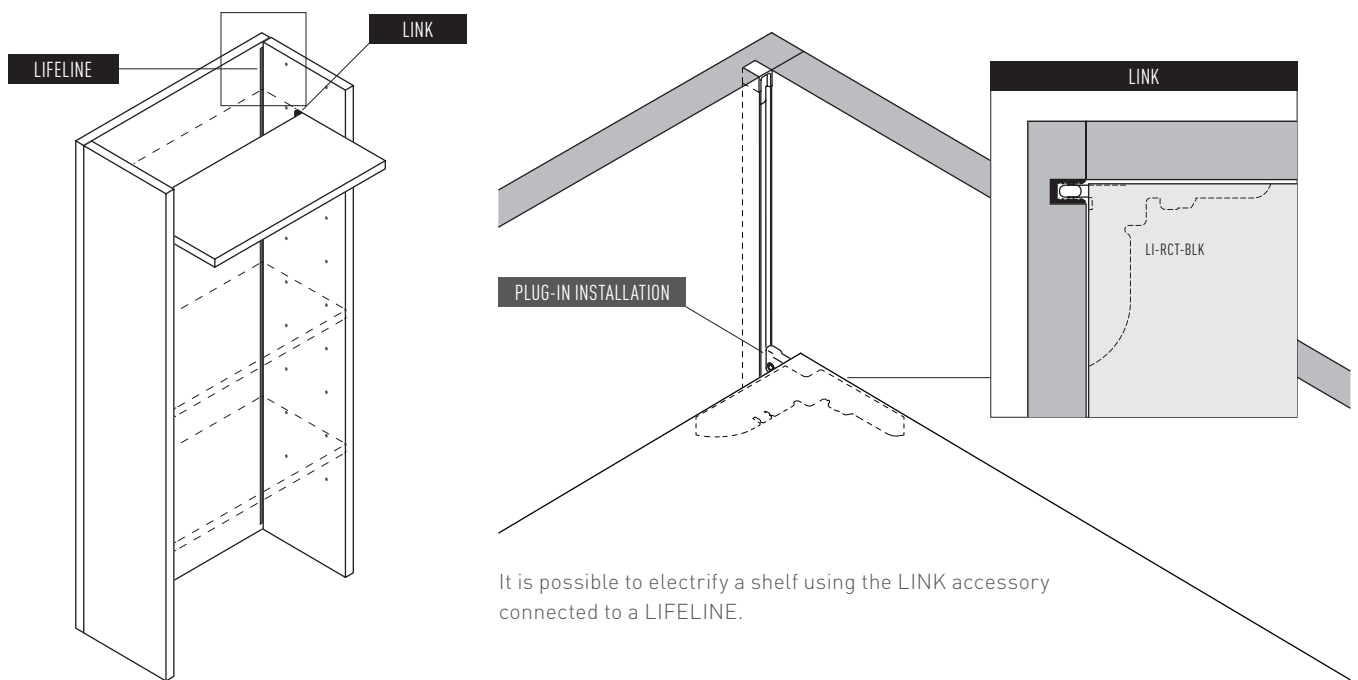 LINK
LIFELINE
LINK
LI-RCT-BLK
PLUG-IN INSTALLATION
It is possible to electrify a shelf using the LINK accessory
connected to a LIFELINE.